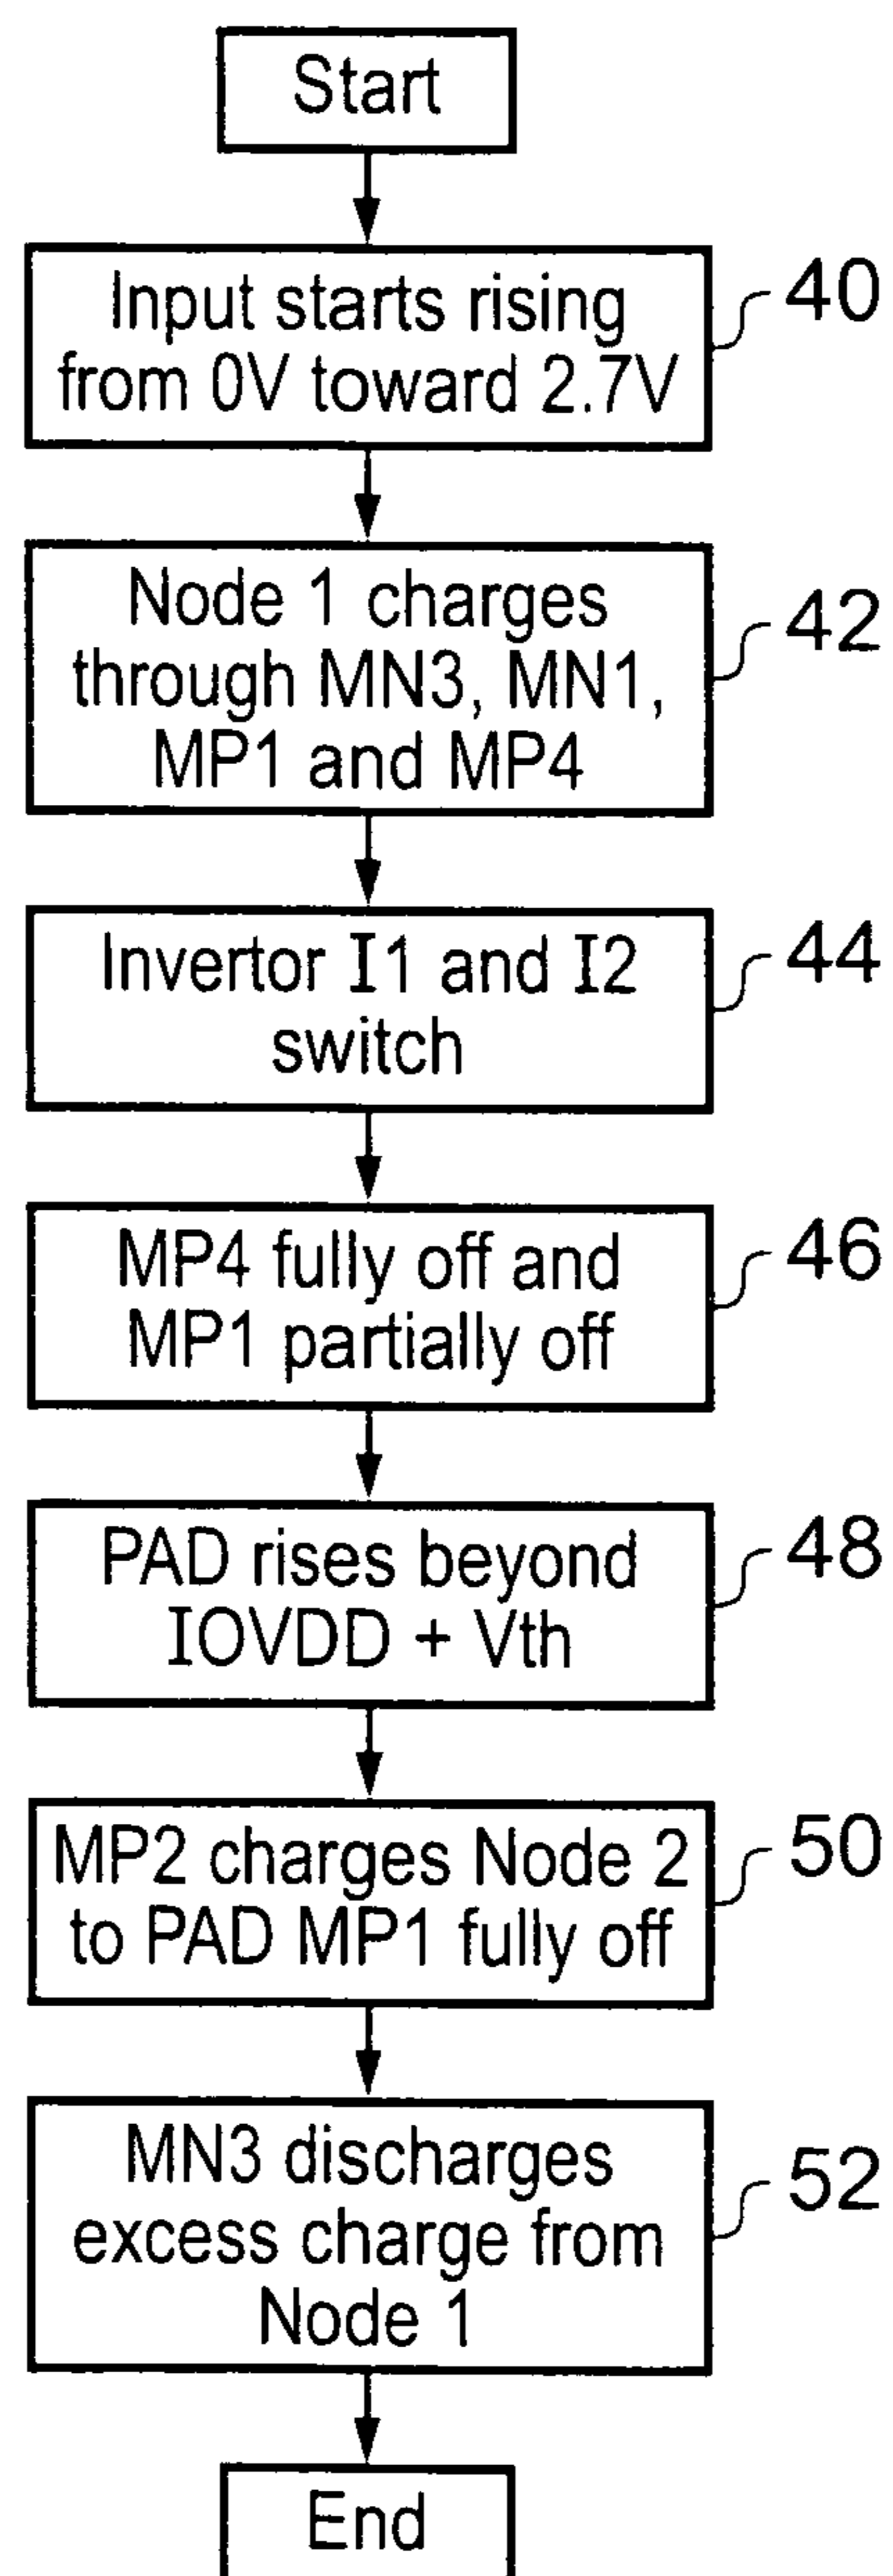 Start
Input starts rising
from 0V toward 2.7V
40
Node 1 charges
through MN3, MN1,
MP1 and MP4
42
Invertor I1 and I2
switch
44
MP4 fully off and
MP1 partially off
46
PAD rises beyond
IOVDD + Vth
48
MP2 charges Node 2
to PAD MP1 fully off
50
MN3 discharges
excess charge from
Node 1
52
End